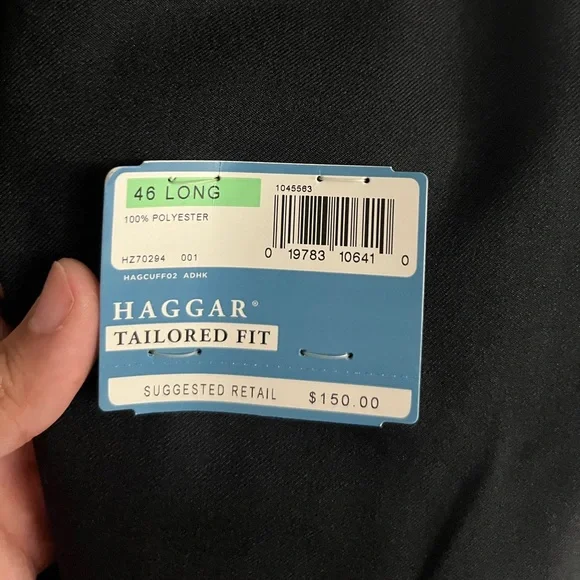 46 LONG
100% POLYESTER
1045563
HZ70294 001
0 19783 10641 0
HAGCUFF02 ADHK
HAGGAR®
TAILORED FIT
SUGGESTED RETAIL $150.00